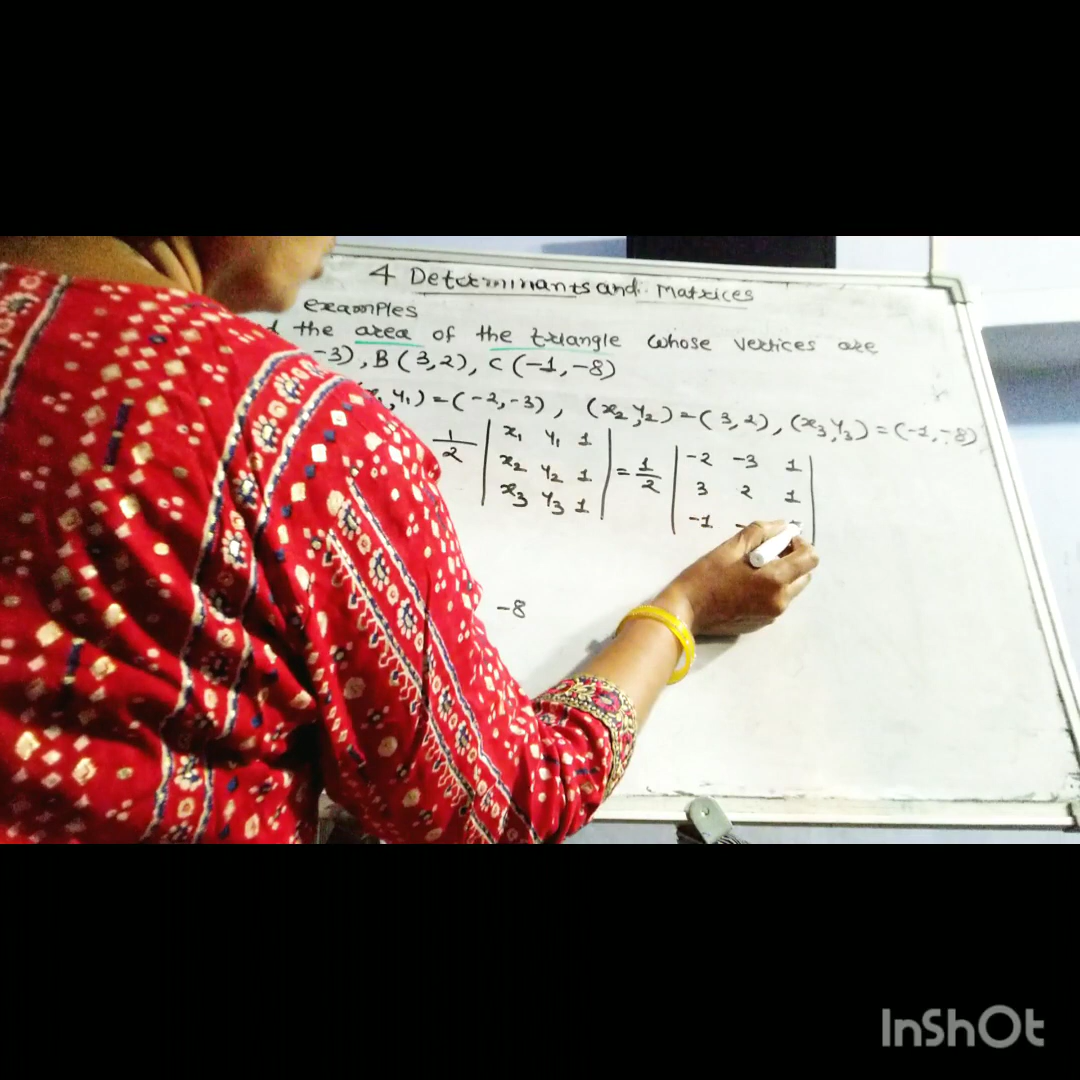 4 Determinants and Matrices
examples
the area of the triangle whose vertices are
-3), B (3,2), C (-1,-8)
,y₁) = (-2,-3), (x₂,y₂) = (3,2), (x₃,y₃) = (-1,-8)
1/2 | x₁ y₁ 1 | = 1/2 | -2 -3 1 |
| x₂ y₂ 1 | | 3 2 1 |
| x₃ y₃ 1 | | -1
-8
InShOt